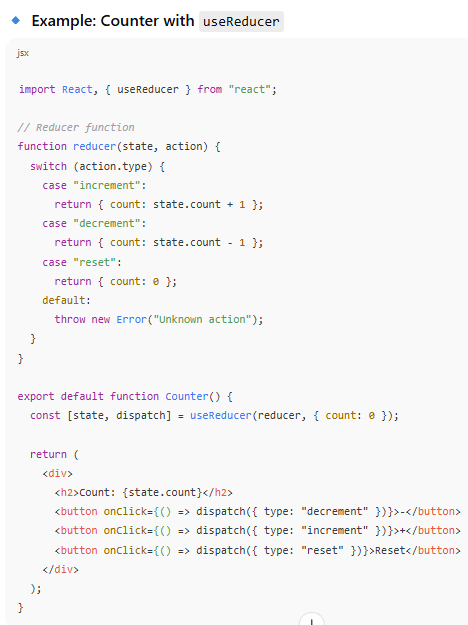 Example: Counter with useReducer
jsx
import React, { useReducer } from "react";
// Reducer function
function reducer(state, action) {
  switch (action.type) {
    case "increment":
      return { count: state.count + 1 };
    case "decrement":
      return { count: state.count - 1 };
    case "reset":
      return { count: 0 };
    default:
      throw new Error("Unknown action");
  }
}
export default function Counter() {
  const [state, dispatch] = useReducer(reducer, { count: 0 });
  return (
    <div>
      <h2>Count: {state.count}</h2>
      <button onClick={() => dispatch({ type: "decrement" })}>-</button>
      <button onClick={() => dispatch({ type: "increment" })}>+</button>
      <button onClick={() => dispatch({ type: "reset" })}>Reset</button>
    </div>
  );
}